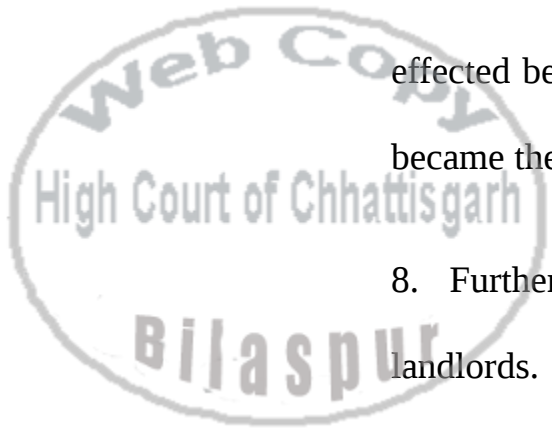 Web Copy
High Court of Chhattisgarh
Bilaspur
effected be
became the
8. Further
landlords.